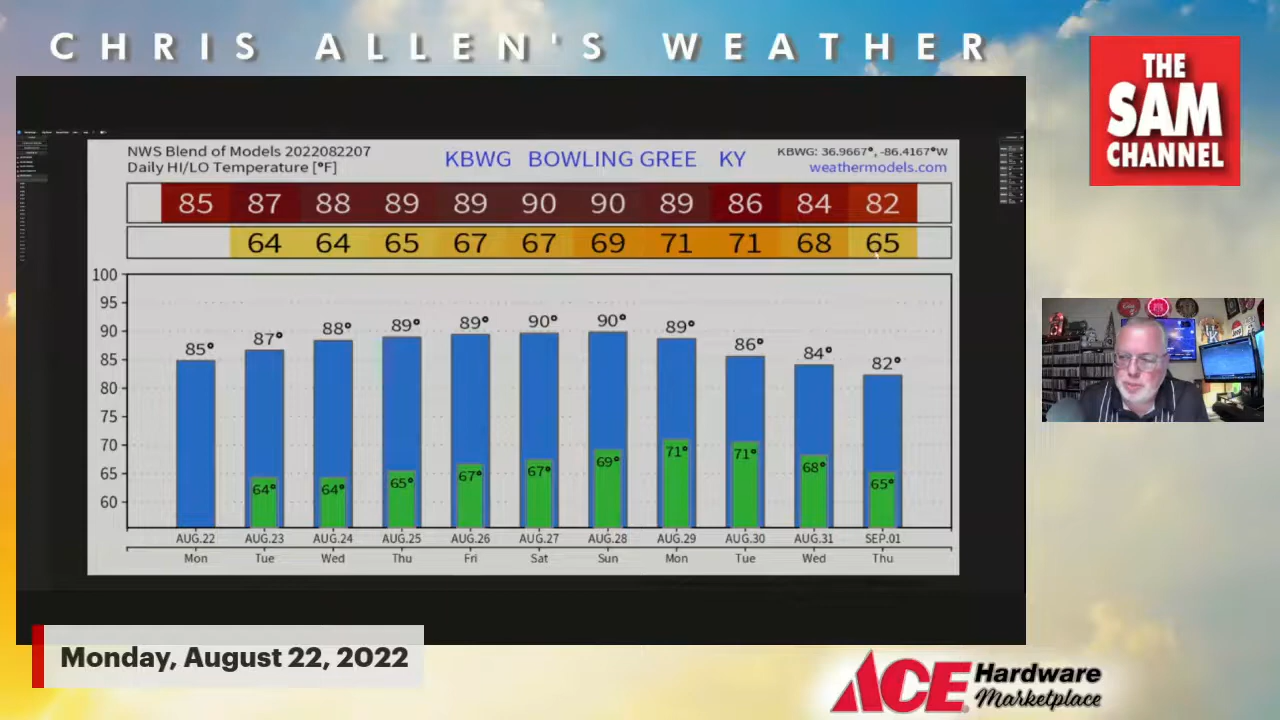 CHRIS ALLEN'S WEATHER
THE
SAM
CHANNEL
NWS Blend of Models 2022082207
Daily HI/LO Temperature [°F]
KBWG BOWLING GREE KY
KBWG: 36.9667°, -86.4167°W
weathermodels.com
85 87 88 89 89 90 90 89 86 84 82
64 64 65 67 67 69 71 71 68 65
100
95
90
85
80
75
70
65
60
85° 87° 88° 89° 89° 90° 90° 89° 86° 84° 82°
64° 64° 65° 67° 67° 69° 71° 71° 68° 65°
AUG.22 AUG.23 AUG.24 AUG.25 AUG.26 AUG.27 AUG.28 AUG.29 AUG.30 AUG.31 SEP.01
Mon Tue Wed Thu Fri Sat Sun Mon Tue Wed Thu
Monday, August 22, 2022
ACE Hardware
Marketplace